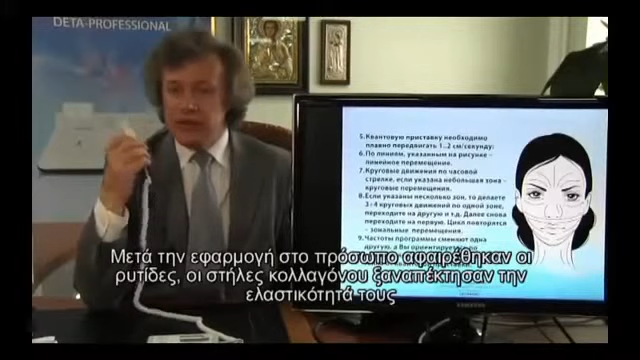 DETA-PROFESSIONAL
5.Квантовую приставку необходимо
плавно передвигать 1..2 см/секунду:
6.По линиям, указанным на рисунке –
линейное перемещение.
7.Круговые движения по часовой
стрелке, если указана небольшая зона –
круговые перемещения.
8.Если указаны несколько зон, то делаете
3 - 4 круговых движений по одной зоне,
переходите на другую и т.д. Далее снова
переходите на первую. Цикл повторятся
– зональные перемещения.
9.Частоты программы сменяют одна
другую, а Вы ориентируетесь
Μετά την εφαρμογή στο πρόσωπο αφαιρέθηκαν οι
ρυτίδες, οι στήλες κολλαγόνου ξαναπέκτησαν την
ελαστικότητά τους
SAMSUNG